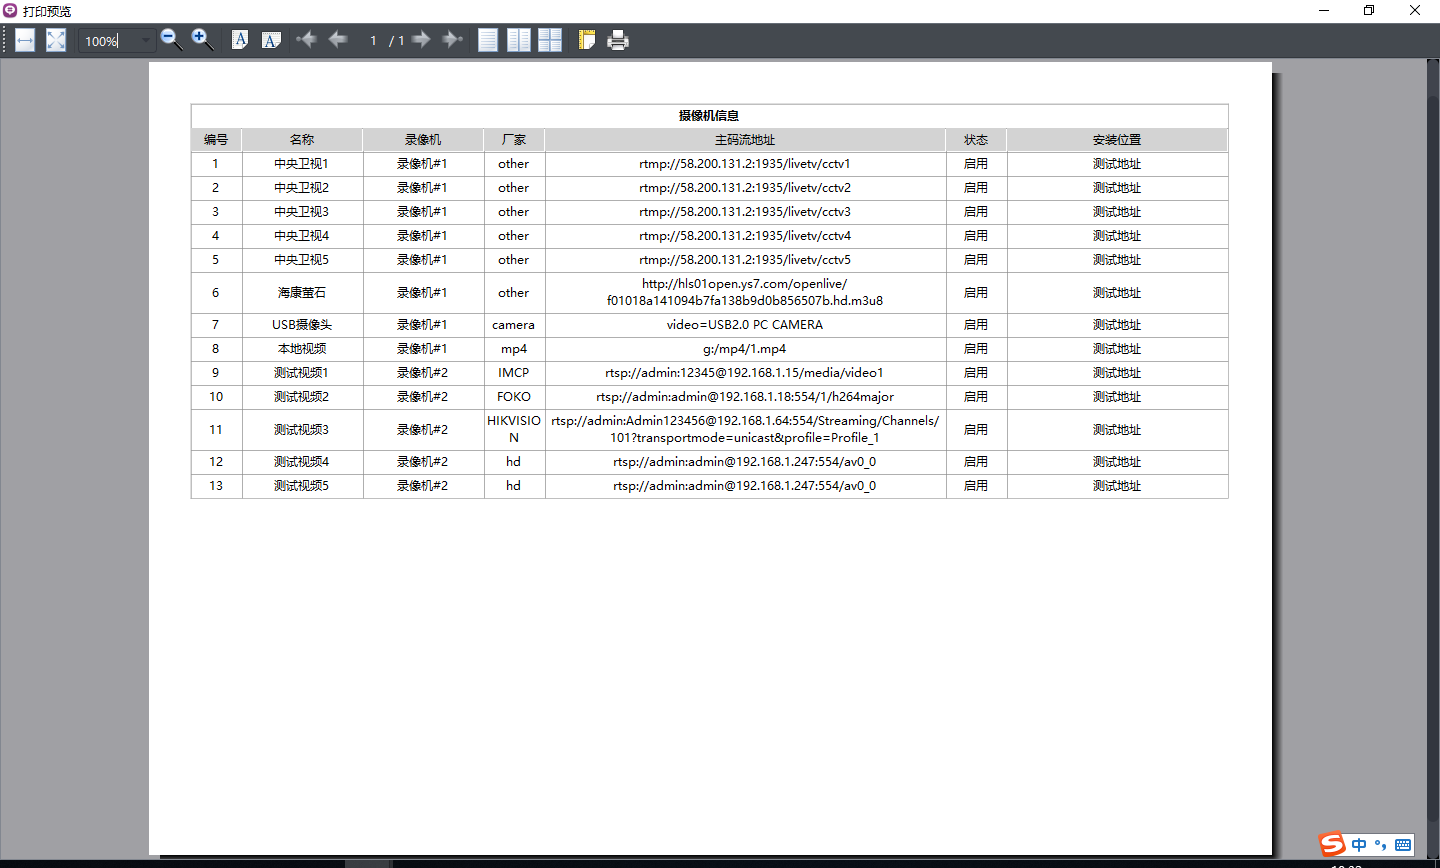 打印预览
100%
1 / 1
摄像机信息
编号 名称 录像机 厂家 主码流地址 状态 安装位置
1 中央卫视1 录像机#1 other rtmp://58.200.131.2:1935/livetv/cctv1 启用 测试地址
2 中央卫视2 录像机#1 other rtmp://58.200.131.2:1935/livetv/cctv2 启用 测试地址
3 中央卫视3 录像机#1 other rtmp://58.200.131.2:1935/livetv/cctv3 启用 测试地址
4 中央卫视4 录像机#1 other rtmp://58.200.131.2:1935/livetv/cctv4 启用 测试地址
5 中央卫视5 录像机#1 other rtmp://58.200.131.2:1935/livetv/cctv5 启用 测试地址
6 海康萤石 录像机#1 other http://hls01open.ys7.com/openlive/
f01018a141094b7fa138b9d0b856507b.hd.m3u8 启用 测试地址
7 USB摄像头 录像机#1 camera video=USB2.0 PC CAMERA 启用 测试地址
8 本地视频 录像机#1 mp4 g:/mp4/1.mp4 启用 测试地址
9 测试视频1 录像机#2 IMCP rtsp://admin:12345@192.168.1.15/media/video1 启用 测试地址
10 测试视频2 录像机#2 FOKO rtsp://admin:admin@192.168.1.18:554/1/h264major 启用 测试地址
11 测试视频3 录像机#2 HIKVISIO rtsp://admin:Admin123456@192.168.1.64:554/Streaming/Channels/ 启用 测试地址
N 101?transportmode=unicast&profile=Profile_1
12 测试视频4 录像机#2 hd rtsp://admin:admin@192.168.1.247:554/av0_0 启用 测试地址
13 测试视频5 录像机#2 hd rtsp://admin:admin@192.168.1.247:554/av0_0 启用 测试地址
中